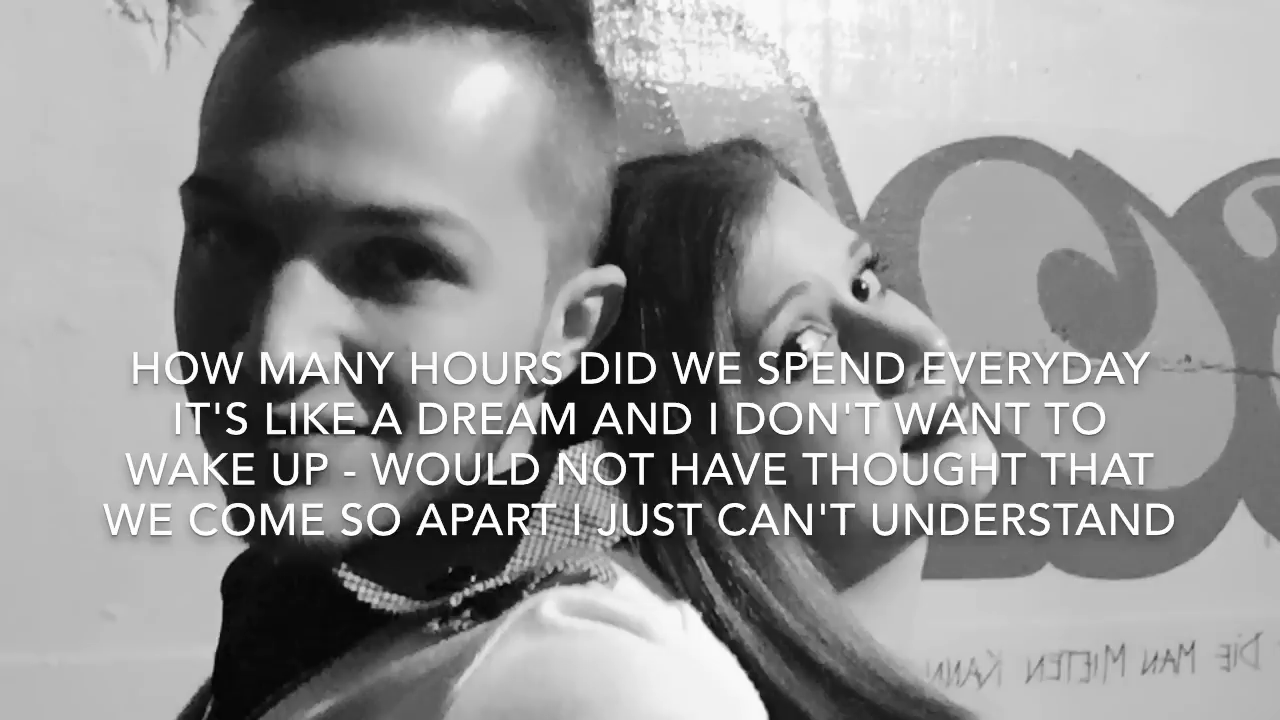 HOW MANY HOURS DID WE SPEND EVERYDAY
IT'S LIKE A DREAM AND I DON'T WANT TO
WAKE UP - WOULD NOT HAVE THOUGHT THAT
WE COME SO APART I JUST CAN'T UNDERSTAND
DIE MAN MIETEN KANN